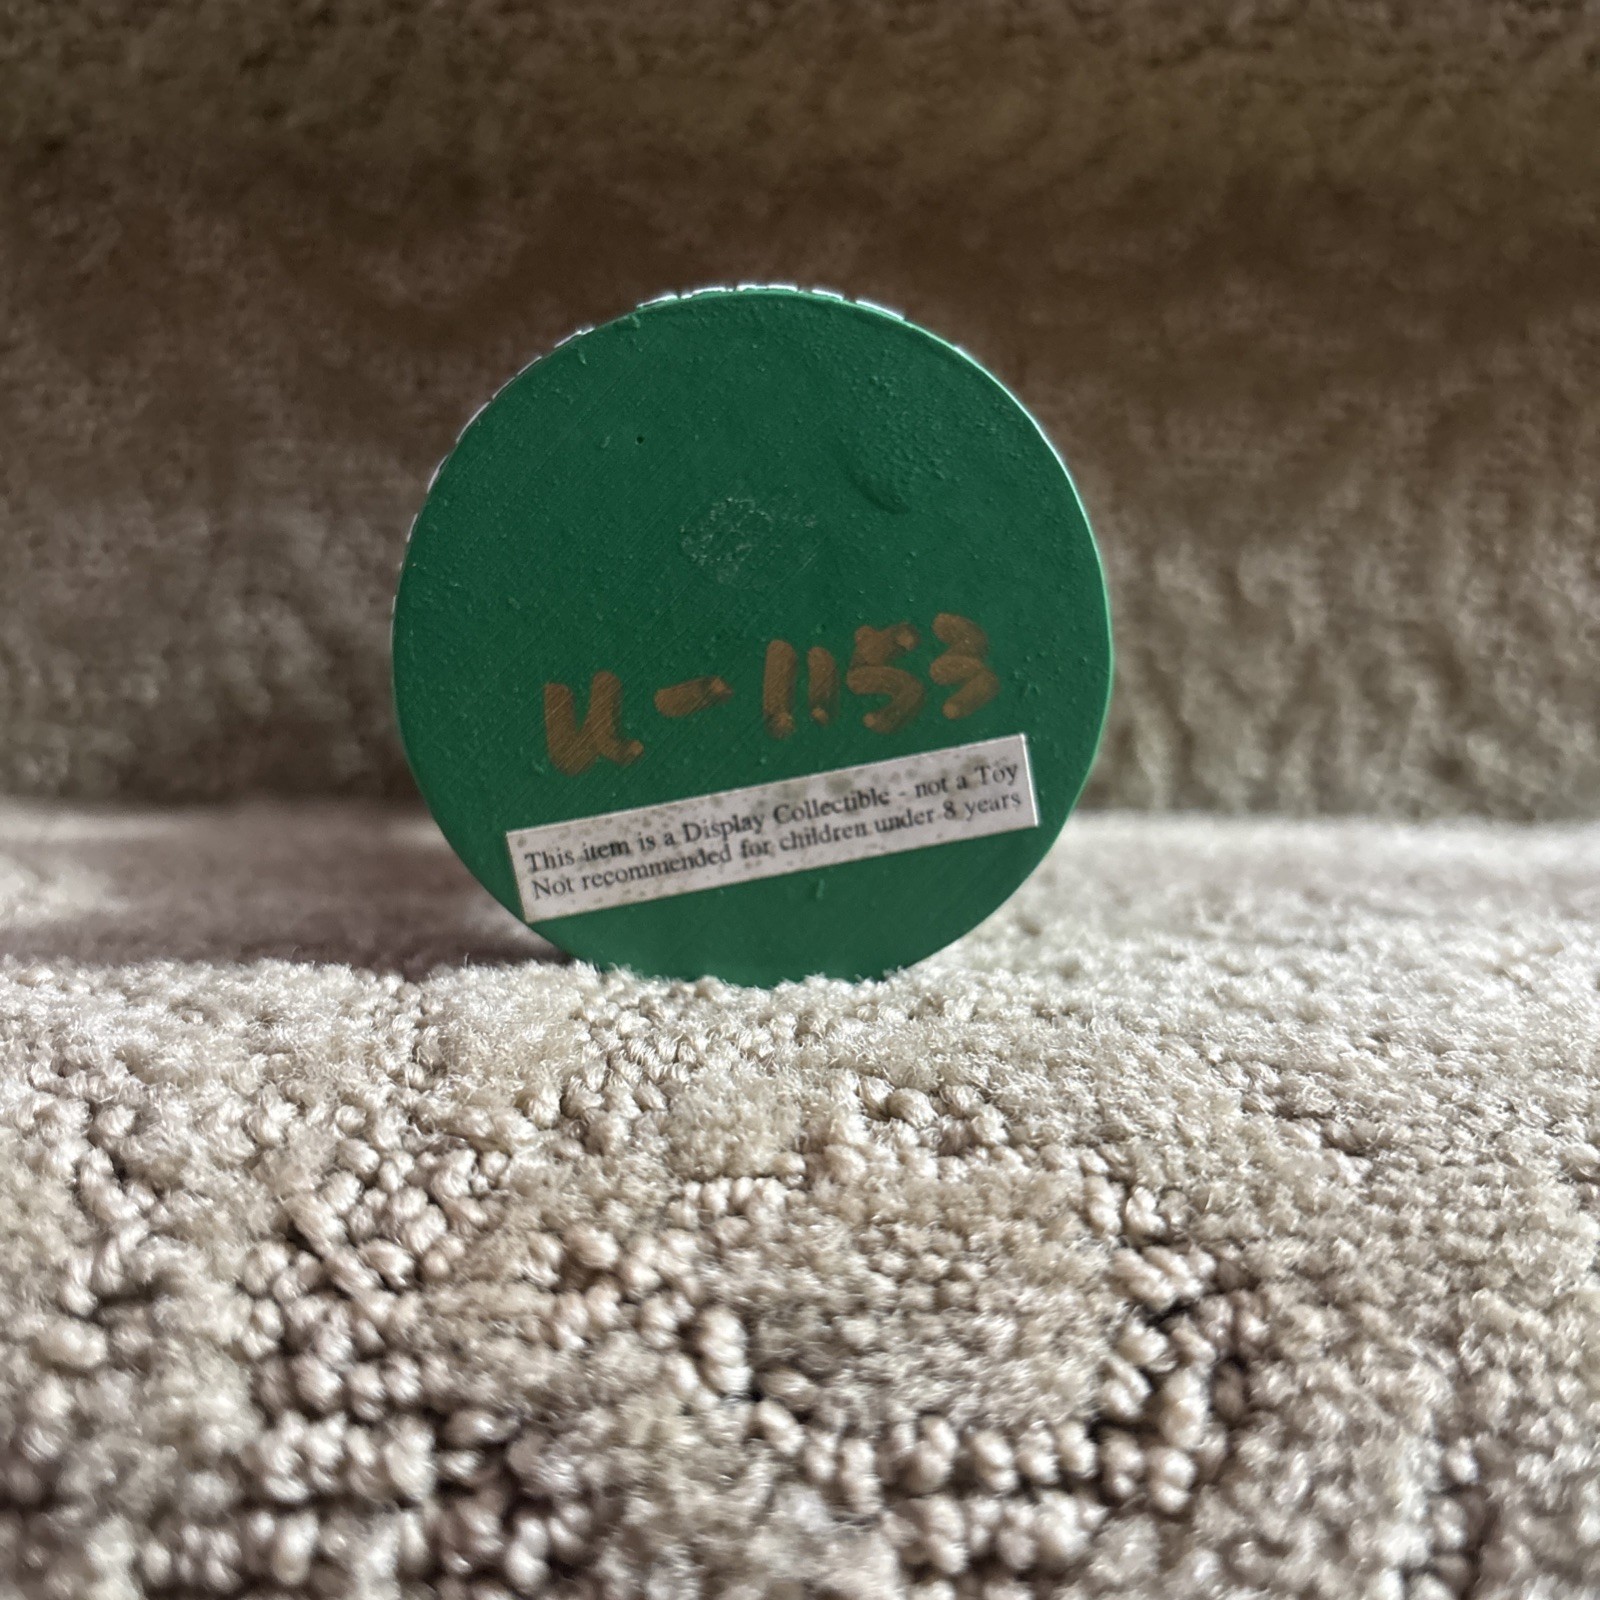 U-1153
This item is a Display Collectible - not a Toy
Not recommended for children under 8 years